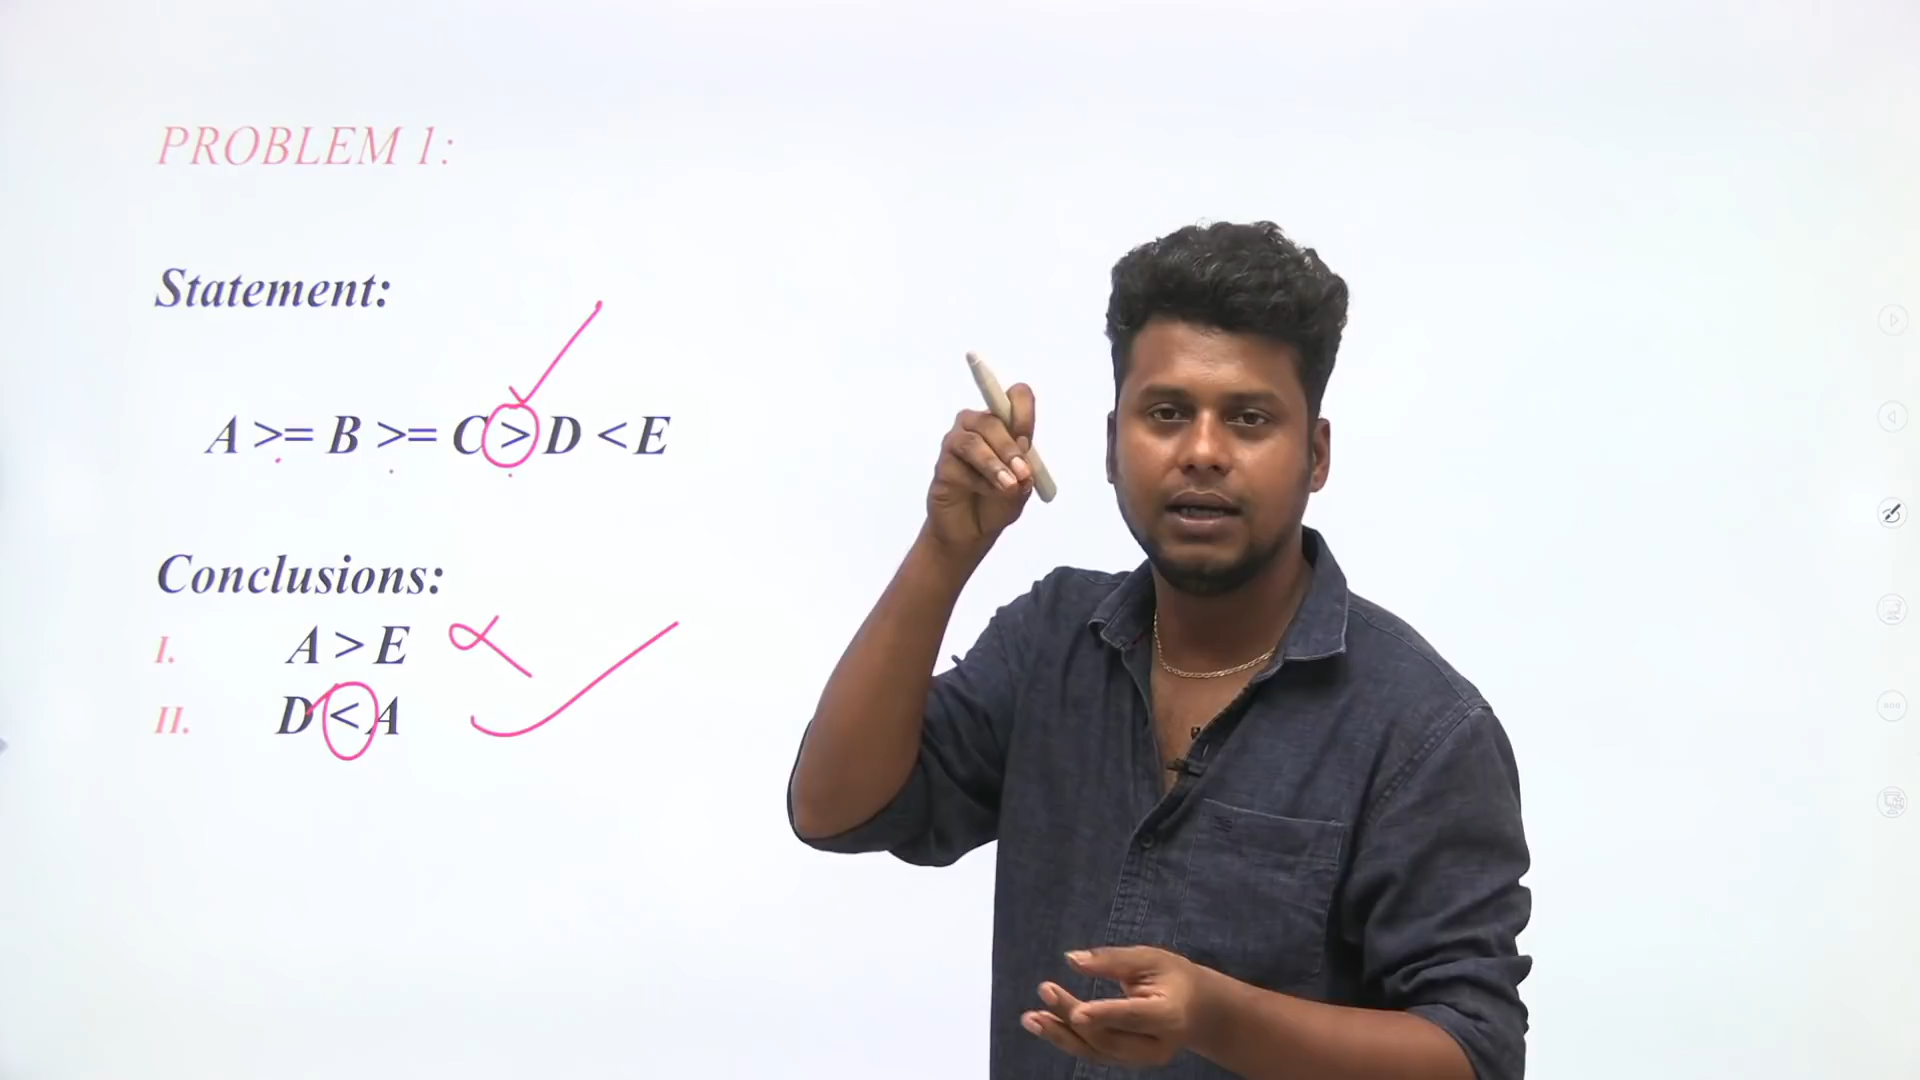 PROBLEM 1:
Statement:
A >= B >= C > D < E
Conclusions:
I. A > E
II. D < A